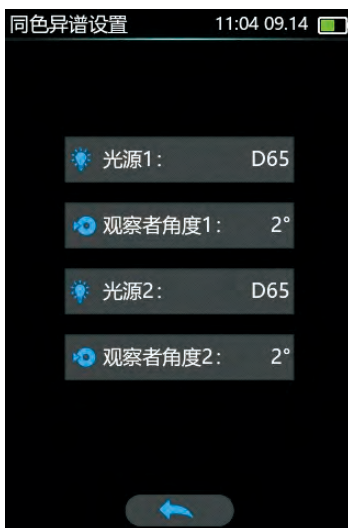 同色异谱设置 11:04 09.14
光源1： D65
观察者角度1： 2°
光源2： D65
观察者角度2： 2°